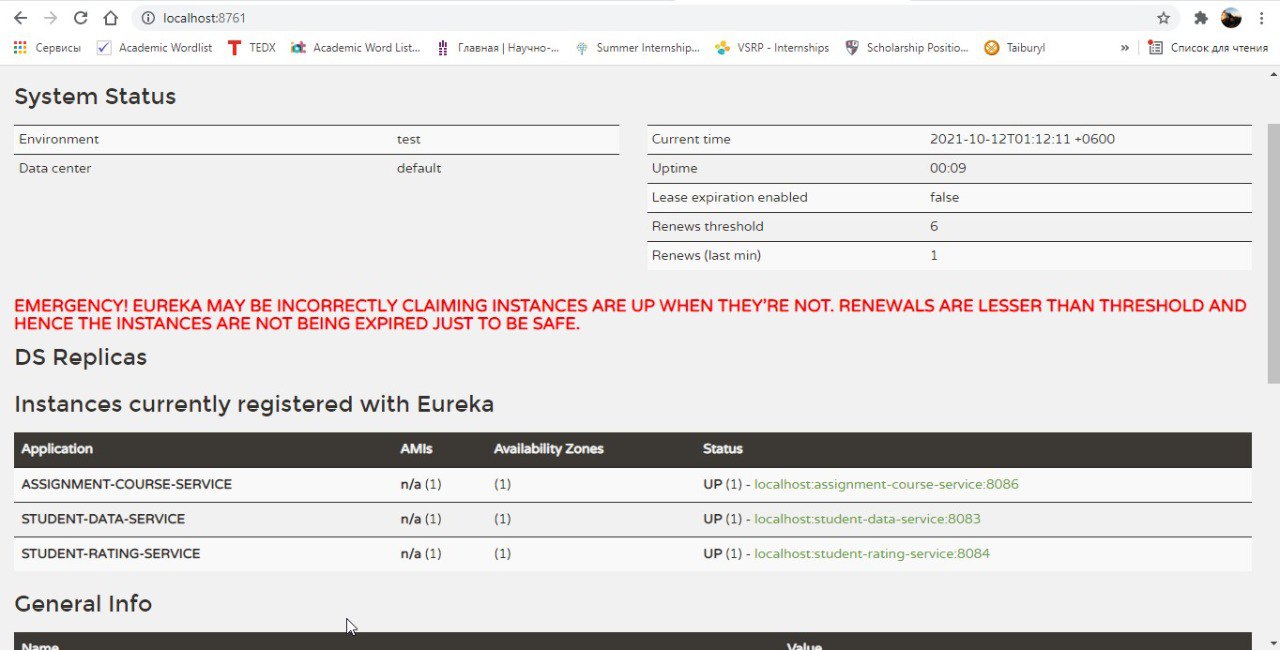 localhost:8761
Сервисы Academic Wordlist TEDX Academic Word List... Главная | Научно-... Summer Internship... VSRP - Internships Scholarship Positio... Taiburyl » Список для чтения
System Status
Environment test
Data center default
Current time 2021-10-12T01:12:11 +0600
Uptime 00:09
Lease expiration enabled false
Renews threshold 6
Renews (last min) 1
EMERGENCY! EUREKA MAY BE INCORRECTLY CLAIMING INSTANCES ARE UP WHEN THEY'RE NOT. RENEWALS ARE LESSER THAN THRESHOLD AND
HENCE THE INSTANCES ARE NOT BEING EXPIRED JUST TO BE SAFE.
DS Replicas
Instances currently registered with Eureka
Application AMIs Availability Zones Status
ASSIGNMENT-COURSE-SERVICE n/a (1) (1) UP (1) - localhost:assignment-course-service:8086
STUDENT-DATA-SERVICE n/a (1) (1) UP (1) - localhost:student-data-service:8083
STUDENT-RATING-SERVICE n/a (1) (1) UP (1) - localhost:student-rating-service:8084
General Info
Name Value